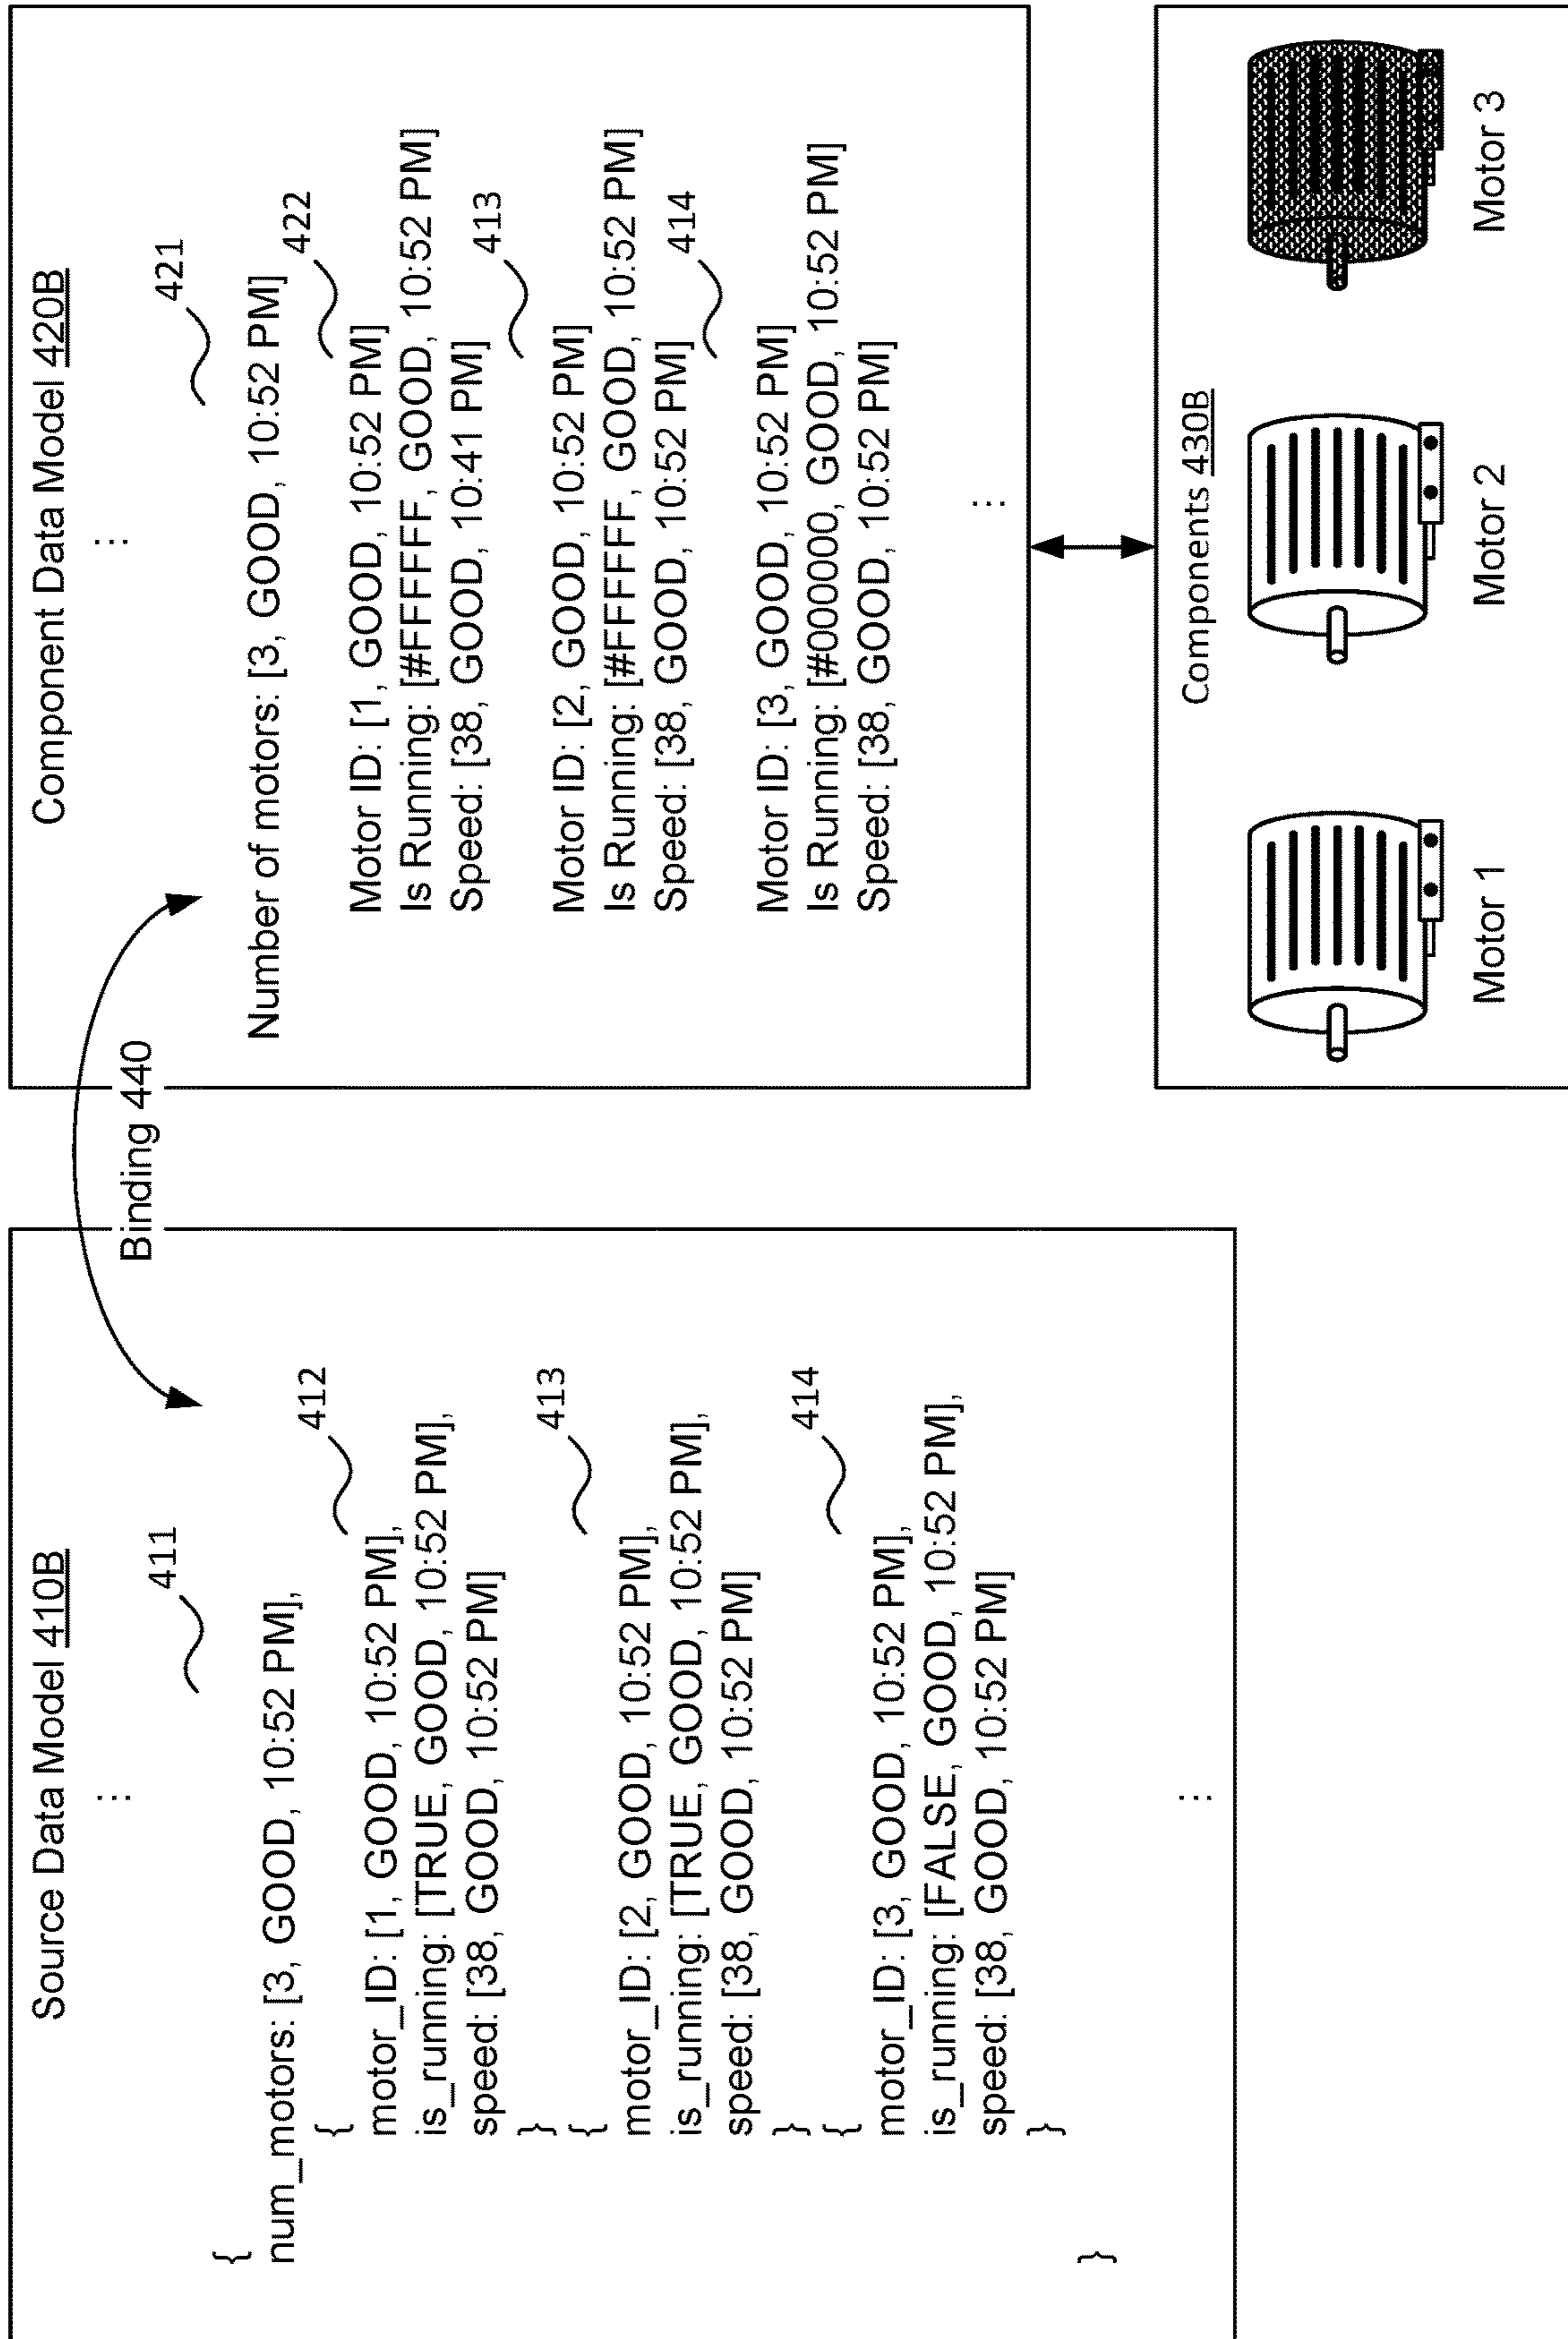 Source Data Model 410B
⋮
411
{
num_motors: [3, GOOD, 10:52 PM],
412
{
motor_ID: [1, GOOD, 10:52 PM],
is_running: [TRUE, GOOD, 10:52 PM],
speed: [38, GOOD, 10:52 PM]
}
413
{
motor_ID: [2, GOOD, 10:52 PM],
is_running: [TRUE, GOOD, 10:52 PM],
speed: [38, GOOD, 10:52 PM]
}
414
{
motor_ID: [3, GOOD, 10:52 PM],
is_running: [FALSE, GOOD, 10:52 PM],
speed: [38, GOOD, 10:52 PM]
}
}
⋮
Binding 440
Component Data Model 420B
⋮
421
Number of motors: [3, GOOD, 10:52 PM]
422
Motor ID: [1, GOOD, 10:52 PM]
Is Running: [#FFFFFF, GOOD, 10:52 PM]
Speed: [38, GOOD, 10:41 PM]
413
Motor ID: [2, GOOD, 10:52 PM]
Is Running: [#FFFFFF, GOOD, 10:52 PM]
Speed: [38, GOOD, 10:52 PM]
414
Motor ID: [3, GOOD, 10:52 PM]
Is Running: [#000000, GOOD, 10:52 PM]
Speed: [38, GOOD, 10:52 PM]
⋮
Components 430B
Motor 1
Motor 2
Motor 3